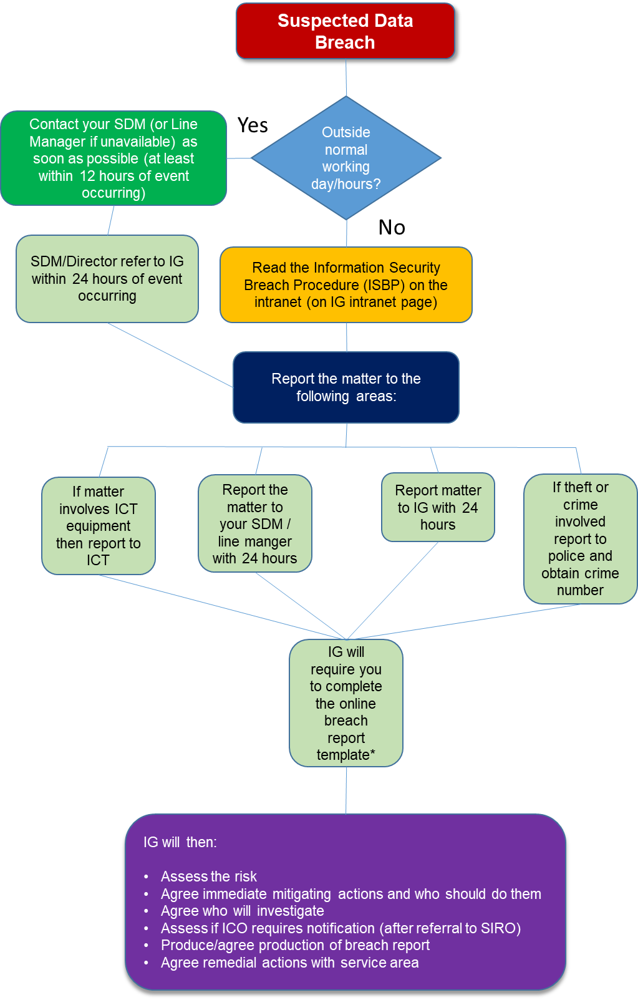 Suspected Data
Breach
Yes
Outside
normal
working
day/hours?
Contact your SDM (or Line
Manager if unavailable) as
soon as possible (at least
within 12 hours of event
occurring)
No
SDM/Director refer to IG
within 24 hours of event
occurring
Read the Information Security
Breach Procedure (ISBP) on the
intranet (on IG intranet page)
Report the matter to the
following areas:
If matter
involves ICT
equipment
then report to
ICT
Report the
matter to
your SDM /
line manger
with 24 hours
Report matter
to IG with 24
hours
If theft or
crime
involved
report to
police and
obtain crime
number
IG will
require you
to complete
the online
breach
report
template*
IG will then:
• Assess the risk
• Agree immediate mitigating actions and who should do them
• Agree who will investigate
• Assess if ICO requires notification (after referral to SIRO)
• Produce/agree production of breach report
• Agree remedial actions with service area